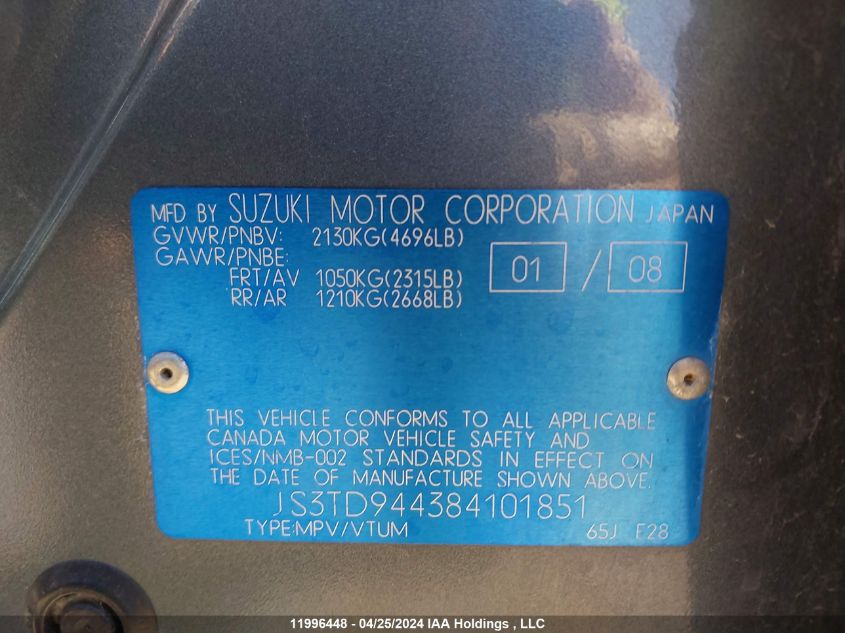 MFD BY SUZUKI MOTOR CORPORATION JAPAN
GVWR/PNBV: 2130KG(4696LB)
GAWR/PNBE:
FRT/AV 1050KG(2315LB)
RR/AR 1210KG(2668LB)
01 / 08
THIS VEHICLE CONFORMS TO ALL APPLICABLE
CANADA MOTOR VEHICLE SAFETY AND
ICES/NMB-002 STANDARDS IN EFFECT ON
THE DATE OF MANUFACTURE SHOWN ABOVE.
JS3TD944384101851
TYPE:MPV/VTUM 65J E28
11996448 - 04/25/2024 IAA Holdings , LLC